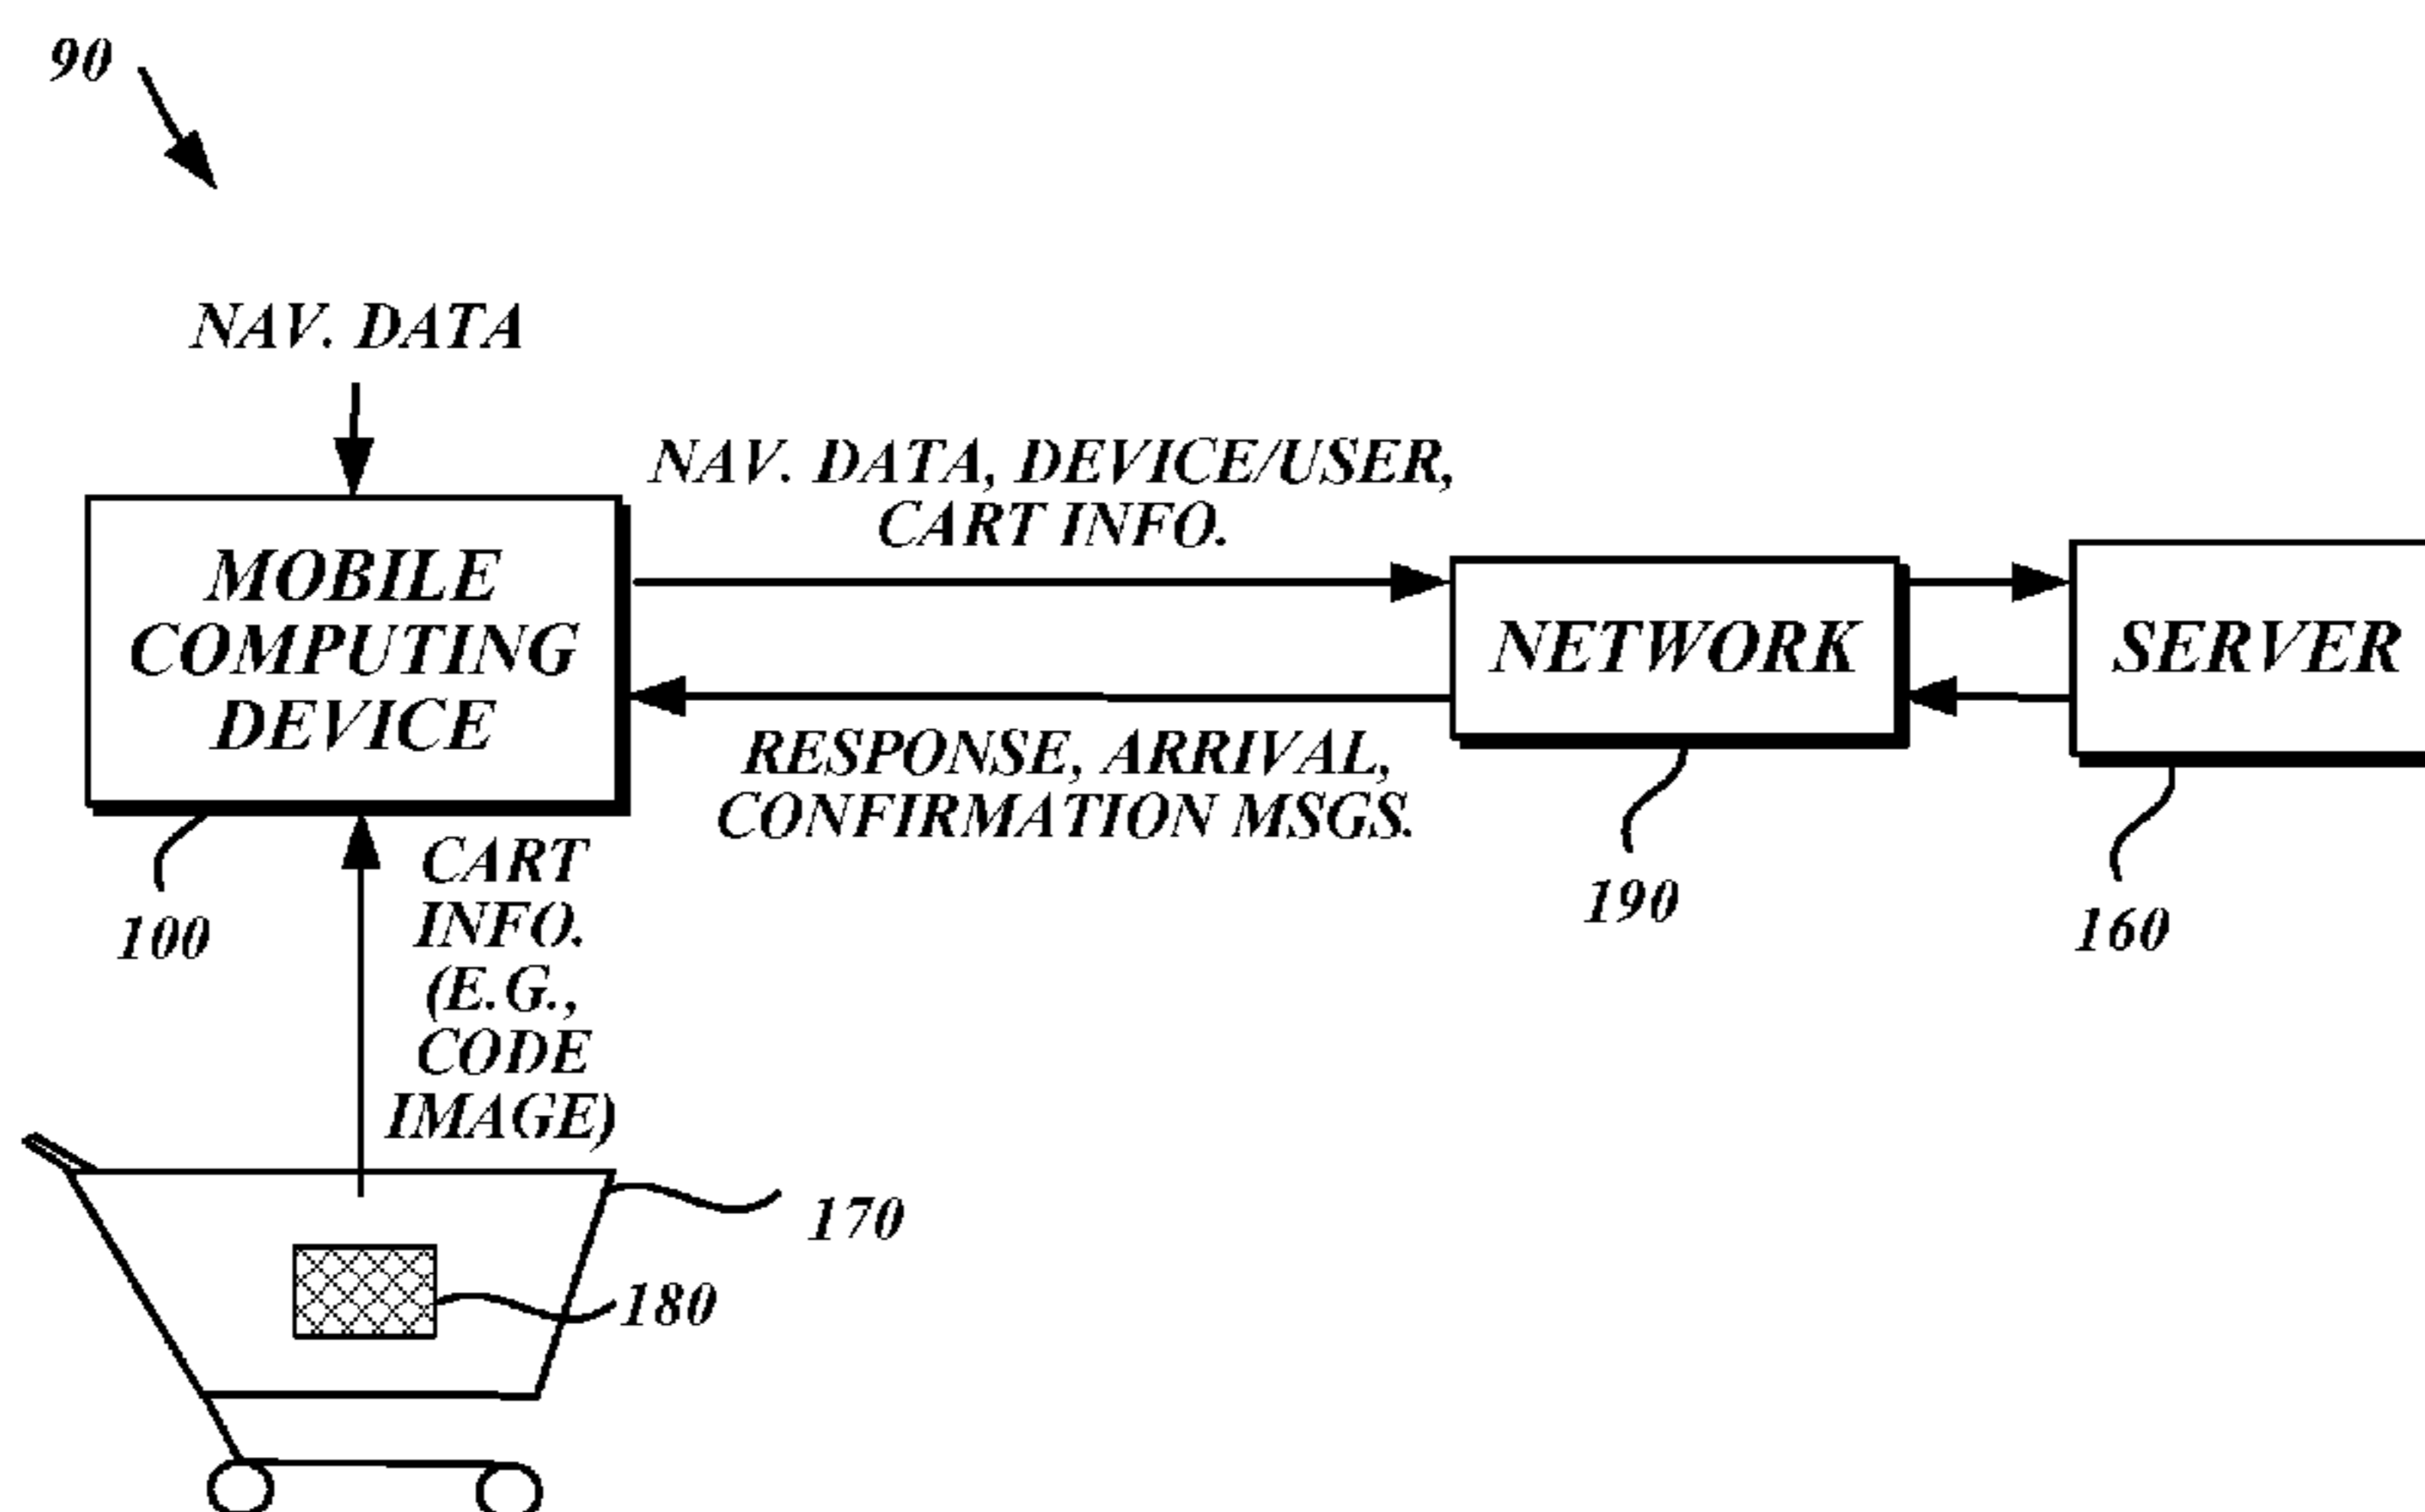 90
NAV. DATA
MOBILE
COMPUTING
DEVICE
100
NAV. DATA, DEVICE/USER,
CART INFO.
RESPONSE, ARRIVAL,
CONFIRMATION MSGS.
NETWORK
190
SERVER
160
CART
INFO.
(E.G.,
CODE
IMAGE)
170
180